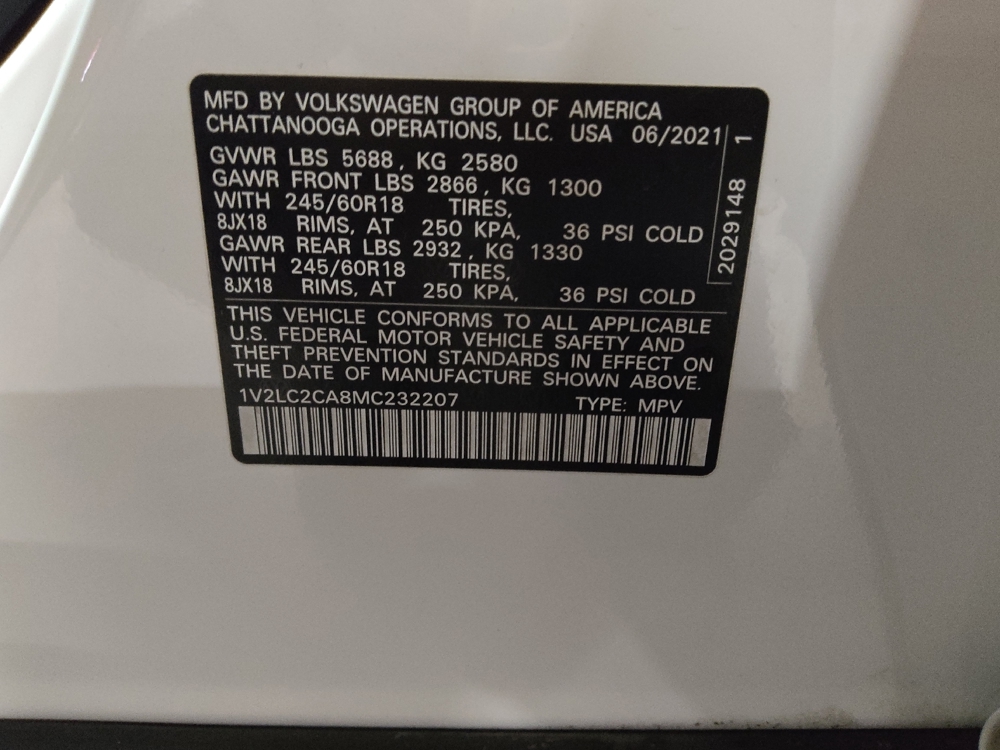 MFD BY VOLKSWAGEN GROUP OF AMERICA
CHATTANOOGA OPERATIONS, LLC. USA 06/2021
GVWR LBS 5688, KG 2580
GAWR FRONT LBS 2866, KG 1300
WITH 245/60R18 TIRES,
8JX18 RIMS, AT 250 KPA, 36 PSI COLD
GAWR REAR LBS 2932, KG 1330
WITH 245/60R18 TIRES,
8JX18 RIMS, AT 250 KPA, 36 PSI COLD
2029148 1
THIS VEHICLE CONFORMS TO ALL APPLICABLE
U.S. FEDERAL MOTOR VEHICLE SAFETY AND
THEFT PREVENTION STANDARDS IN EFFECT ON
THE DATE OF MANUFACTURE SHOWN ABOVE.
1V2LC2CA8MC232207 TYPE: MPV